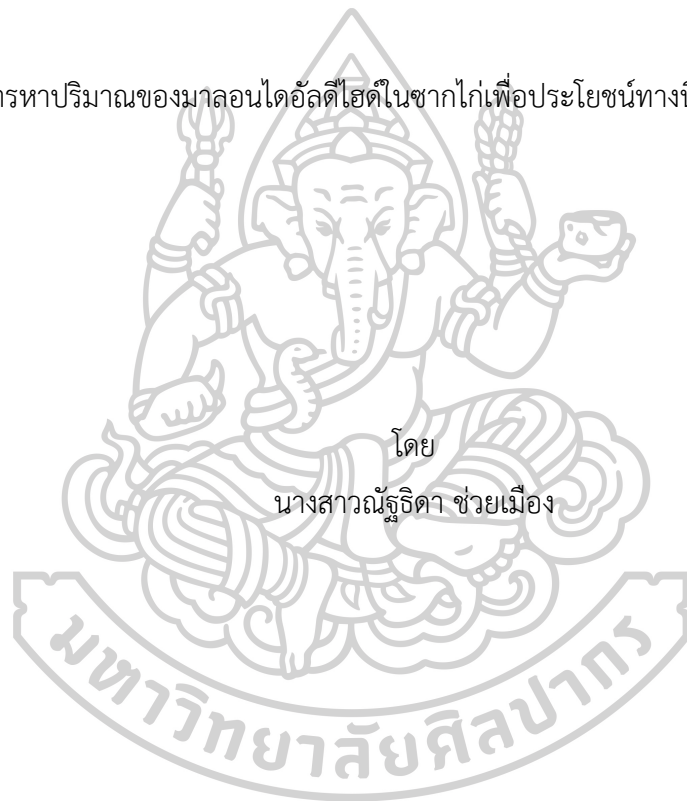 รหาปริมาณของมาลอนไดอัลดีไฮด์ในซากไก่เพื่อประโยชน์ทาง
โดย
นางสาวณัฐธิดา ช่วยเมือง
มหาวิทยาลัยศิลปากร